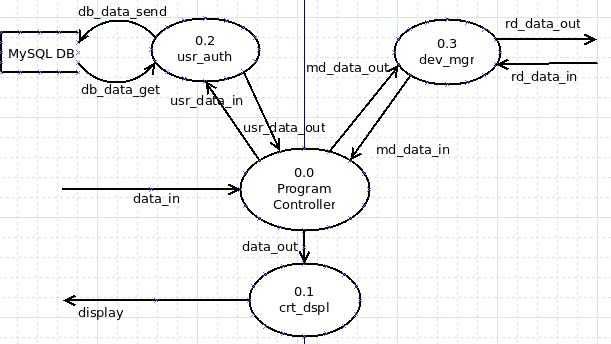 db_data_send
rd_data_out
0.2
usr_auth
0.3
dev_mgr
MySQL DB
md_data_out
rd_data_in
db_data_get
usr_data_in
usr_data_out
md_data_in
0.0
Program
Controller
data_in
data_out
0.1
crt_dspl
display